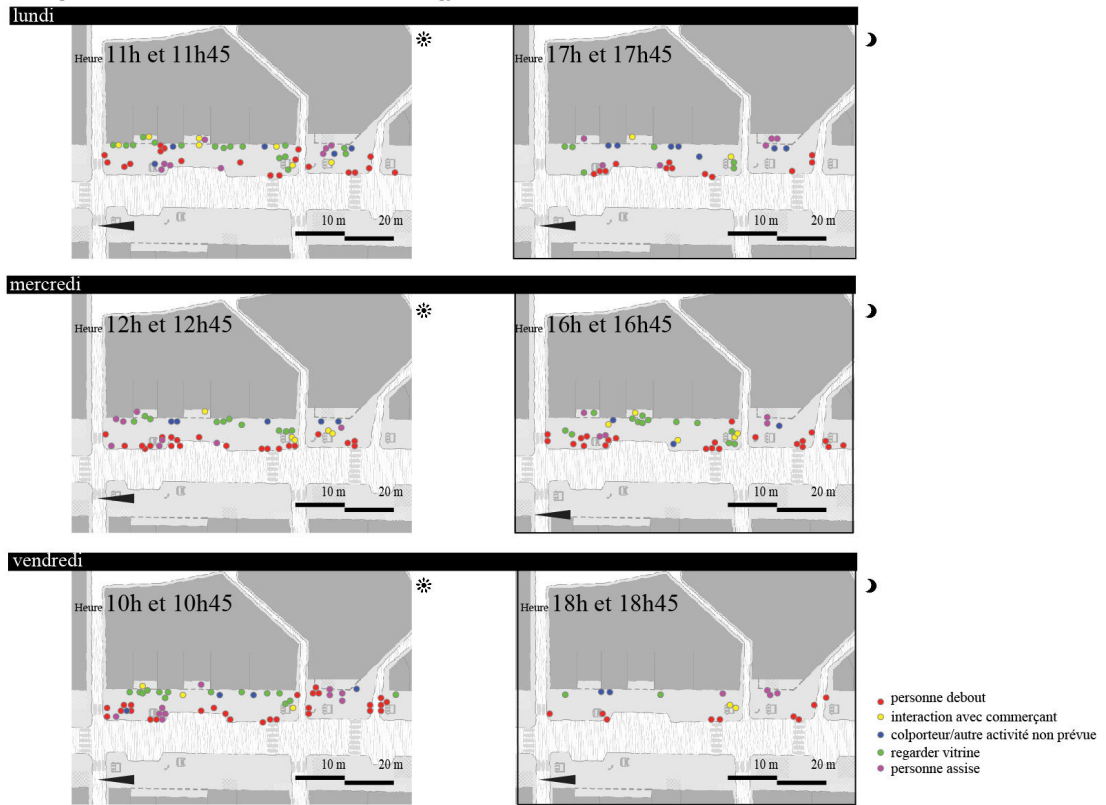 lundi
Heure 11h et 11h45
10 m 20 m
Heure 17h et 17h45
10 m 20 m
mercredi
Heure 12h et 12h45
10 m 20 m
Heure 16h et 16h45
10 m 20 m
vendredi
Heure 10h et 10h45
10 m 20 m
Heure 18h et 18h45
10 m 20 m
personne debout
interaction avec commerçant
colporteur/autre activité non prévue
regarder vitrine
personne assise